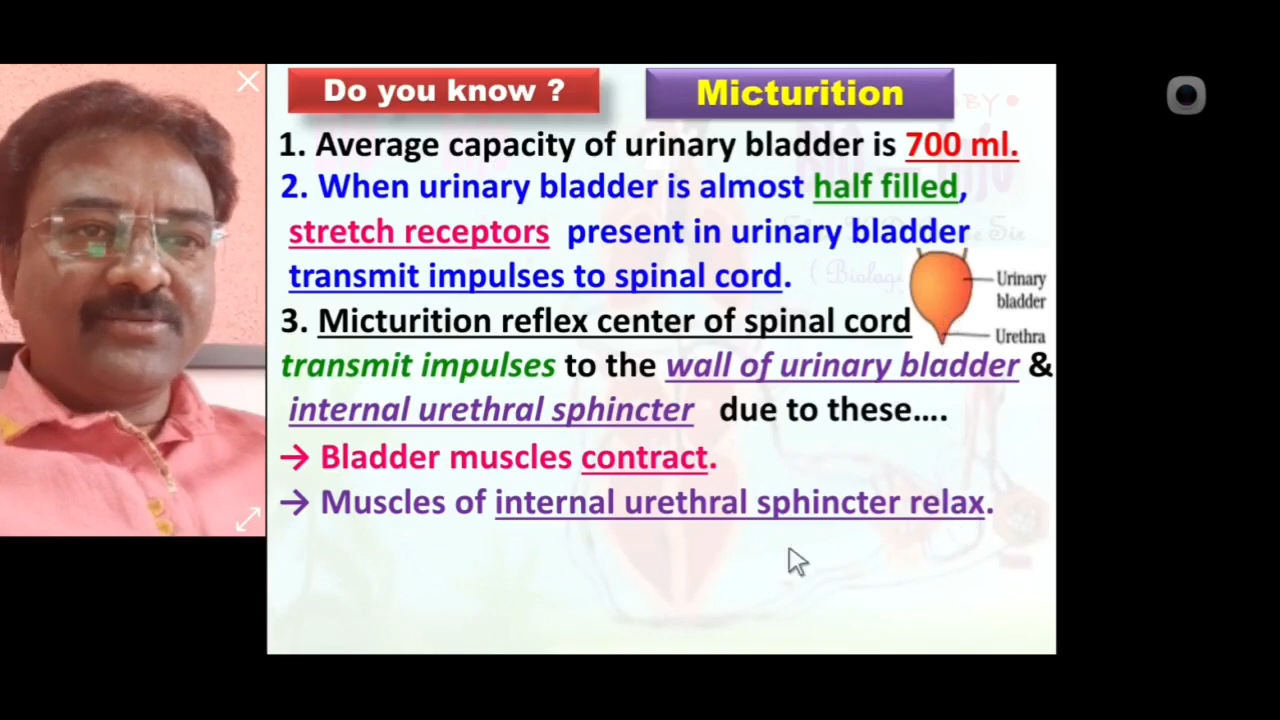 Do you know ?
Micturition
1. Average capacity of urinary bladder is 700 ml.
2. When urinary bladder is almost half filled,
stretch receptors present in urinary bladder
transmit impulses to spinal cord.
Urinary
bladder
Urethra
3. Micturition reflex center of spinal cord
transmit impulses to the wall of urinary bladder &
internal urethral sphincter due to these....
→ Bladder muscles contract.
→ Muscles of internal urethral sphincter relax.